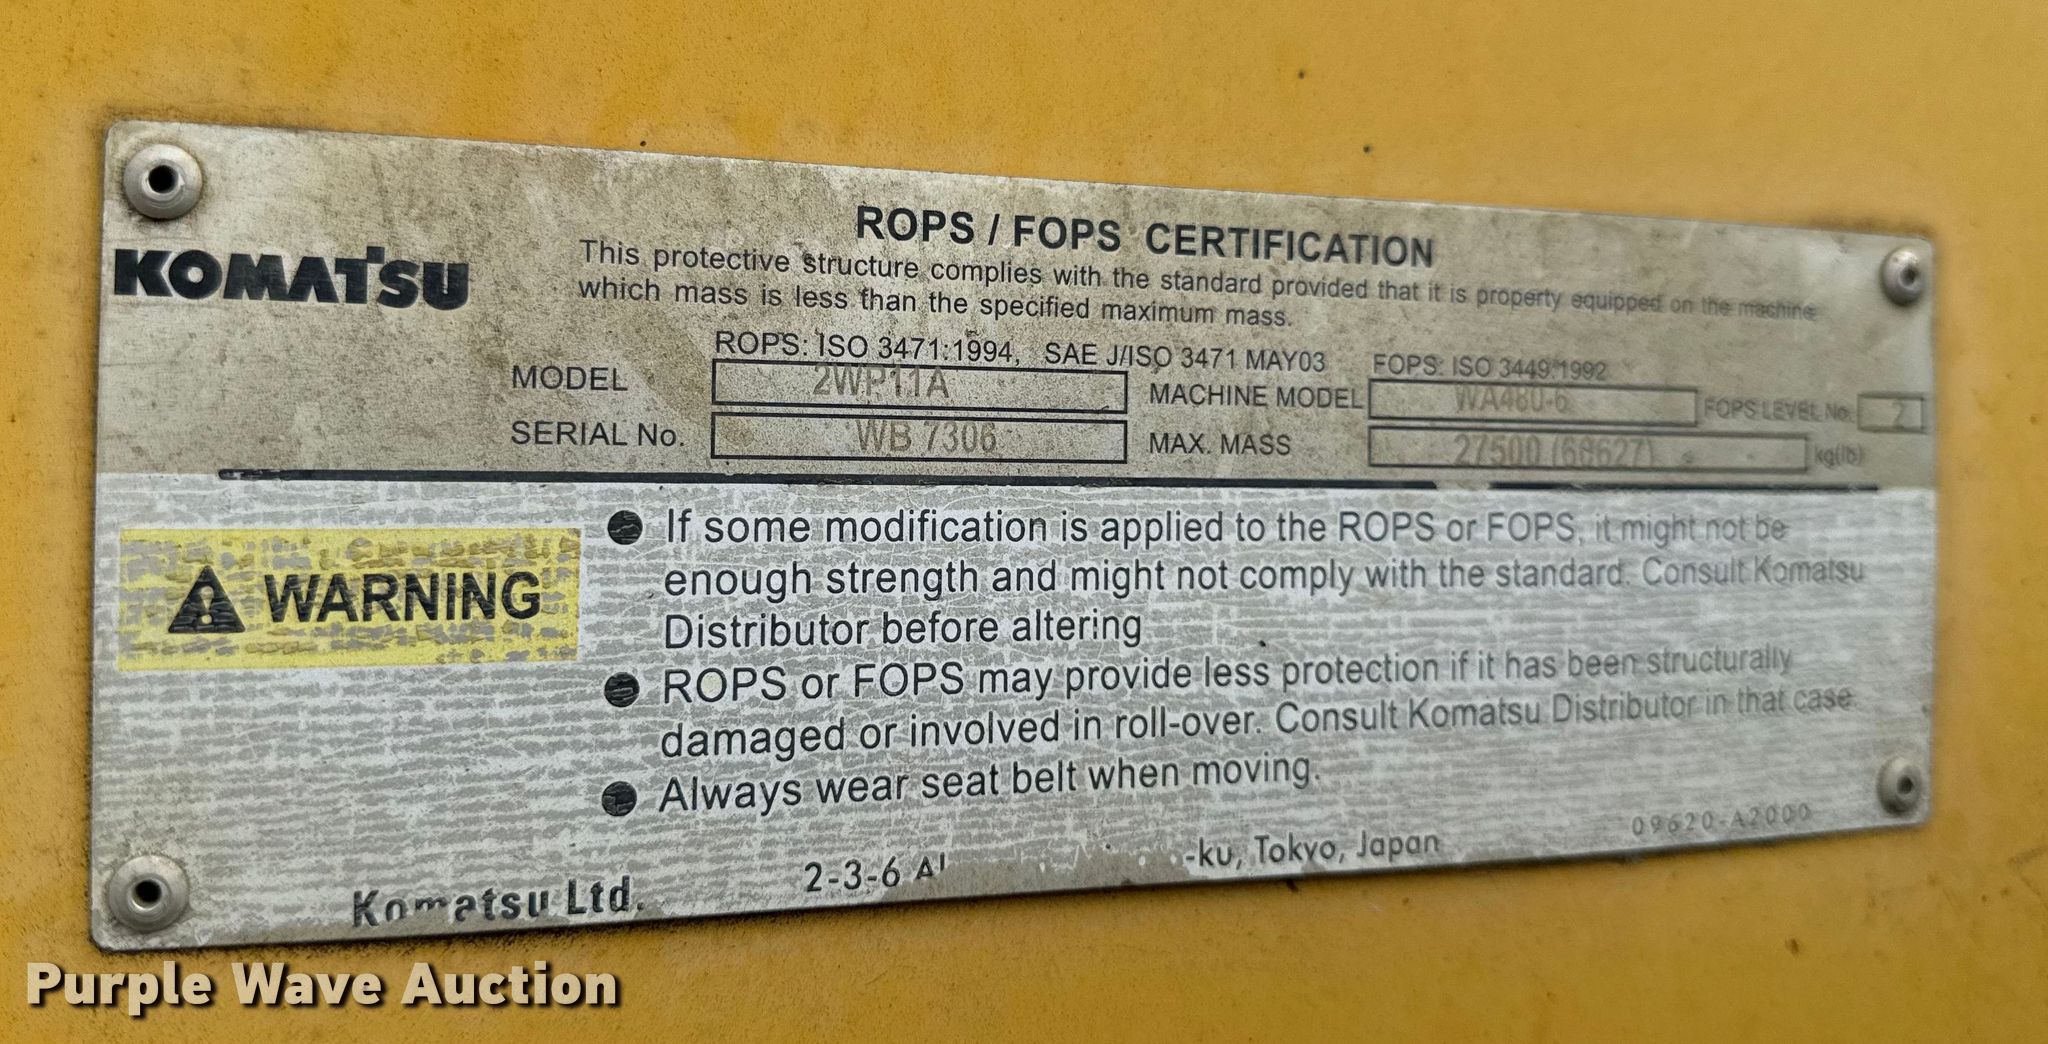 KOMATSU
ROPS / FOPS CERTIFICATION
This protective structure complies with the standard provided that it is property equipped on the machine
which mass is less than the specified maximum mass.
ROPS: ISO 3471:1994, SAE J/ISO 3471 MAY03 FOPS: ISO 3449:1992
MODEL 2WP11A MACHINE MODEL WA480-6 FOPS LEVEL No. 2
SERIAL No. WB 7306 MAX. MASS 27500 (60627) kg(lb)
WARNING
● If some modification is applied to the ROPS or FOPS, it might not be
enough strength and might not comply with the standard. Consult Komatsu
Distributor before altering
● ROPS or FOPS may provide less protection if it has been structurally
damaged or involved in roll-over. Consult Komatsu Distributor in that case.
● Always wear seat belt when moving.
Komatsu Ltd. 2-3-6 -ku, Tokyo, Japan
09620-A2000
Purple Wave Auction